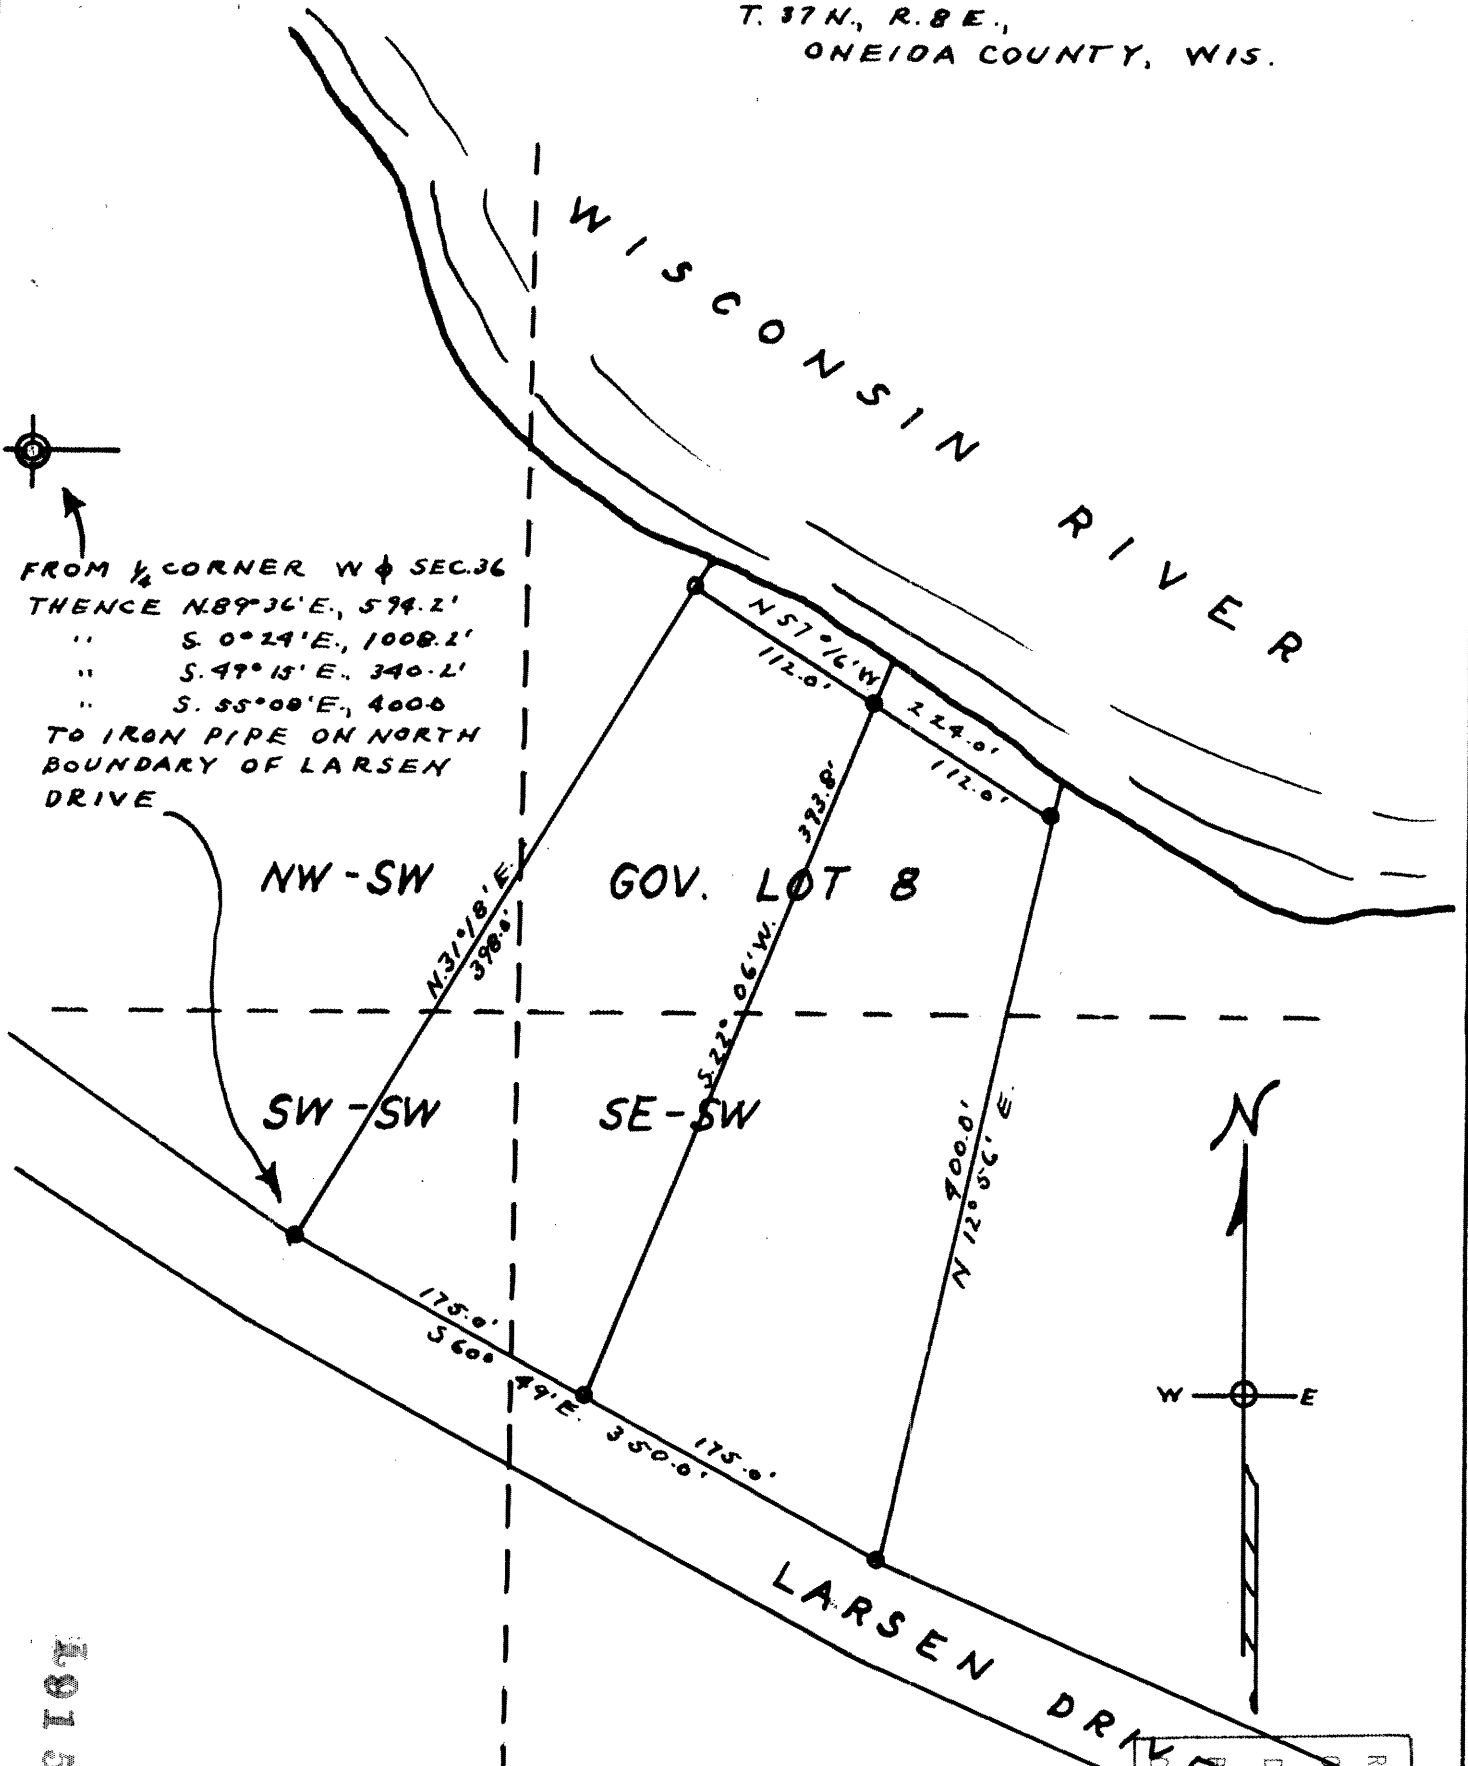 T. 37 N., R. 8 E.,
ONEIDA COUNTY, WIS.
WISCONSIN RIVER
FROM ¼ CORNER W SEC. 36
THENCE N.89°36'E., 594.2'
" S. 0°24'E., 1008.2'
" S. 49° 15' E., 340.2'
" S. 55°00'E., 400.0
TO IRON PIPE ON NORTH
BOUNDARY OF LARSEN
DRIVE
N 57°16'W
112.0'
224.0'
112.0'
393.8'
S. 22° 06' W.
NW-SW
GOV. LOT 8
N. 31°18' E.
398.0'
SW-SW
SE-SW
400.0'
N 12° 56' E.
N
175.0'
S 60° 49' E. 350.0'
175.0'
W E
LARSEN DRIVE